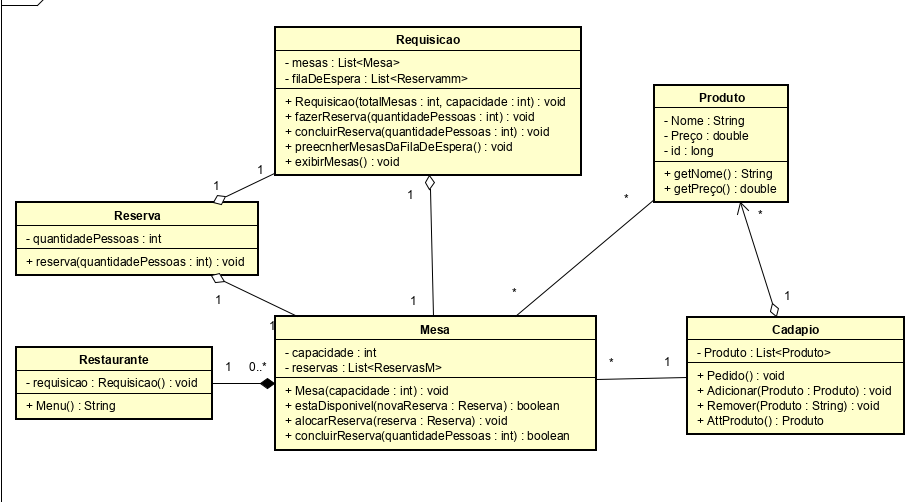 Requisicao
- mesas : List<Mesa>
- filaDeEspera : List<Reservamm>
+ Requisicao(totalMesas : int, capacidade : int) : void
+ fazerReserva(quantidadePessoas : int) : void
+ concluirReserva(quantidadePessoas : int) : void
+ preecnherMesasDaFilaDeEspera() : void
+ exibirMesas() : void
Produto
- Nome : String
- Preço : double
- id : long
+ getNome() : String
+ getPreço() : double
1
1
1
*
*
Reserva
- quantidadePessoas : int
+ reserva(quantidadePessoas : int) : void
1
1
1
*
1
Mesa
- capacidade : int
- reservas : List<ReservasM>
+ Mesa(capacidade : int) : void
+ estaDisponivel(novaReserva : Reserva) : boolean
+ alocarReserva(reserva : Reserva) : void
+ concluirReserva(quantidadePessoas : int) : boolean
Restaurante
- requisicao : Requisicao() : void
+ Menu() : String
1
0..*
*
1
Cadapio
- Produto : List<Produto>
+ Pedido() : void
+ Adicionar(Produto : Produto) : void
+ Remover(Produto : String) : void
+ AttProduto() : Produto